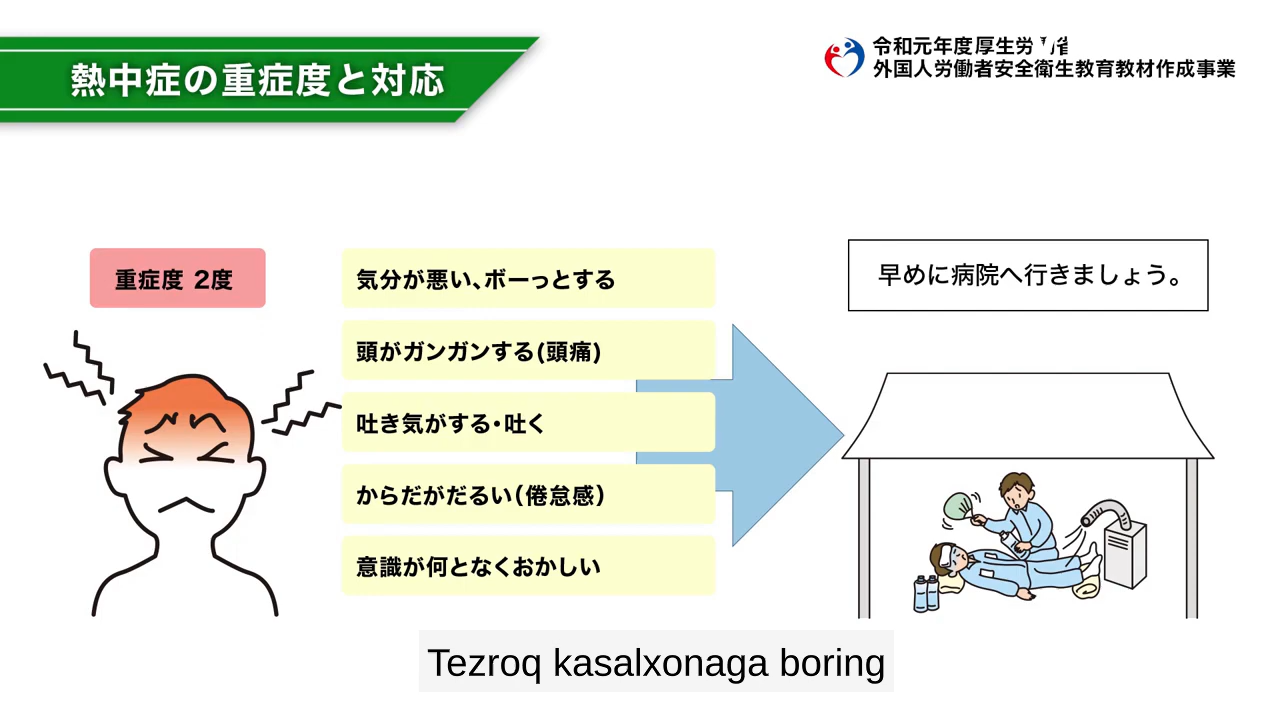 熱中症の重症度と対応
令和元年度厚生労
外国人労働者安全衛生教育教材作成事業
重症度 2度
気分が悪い、ボーっとする
頭がガンガンする(頭痛)
吐き気がする・吐く
からだがだるい(倦怠感)
意識が何となくおかしい
早めに病院へ行きましょう。
Tezroq kasalxonaga boring